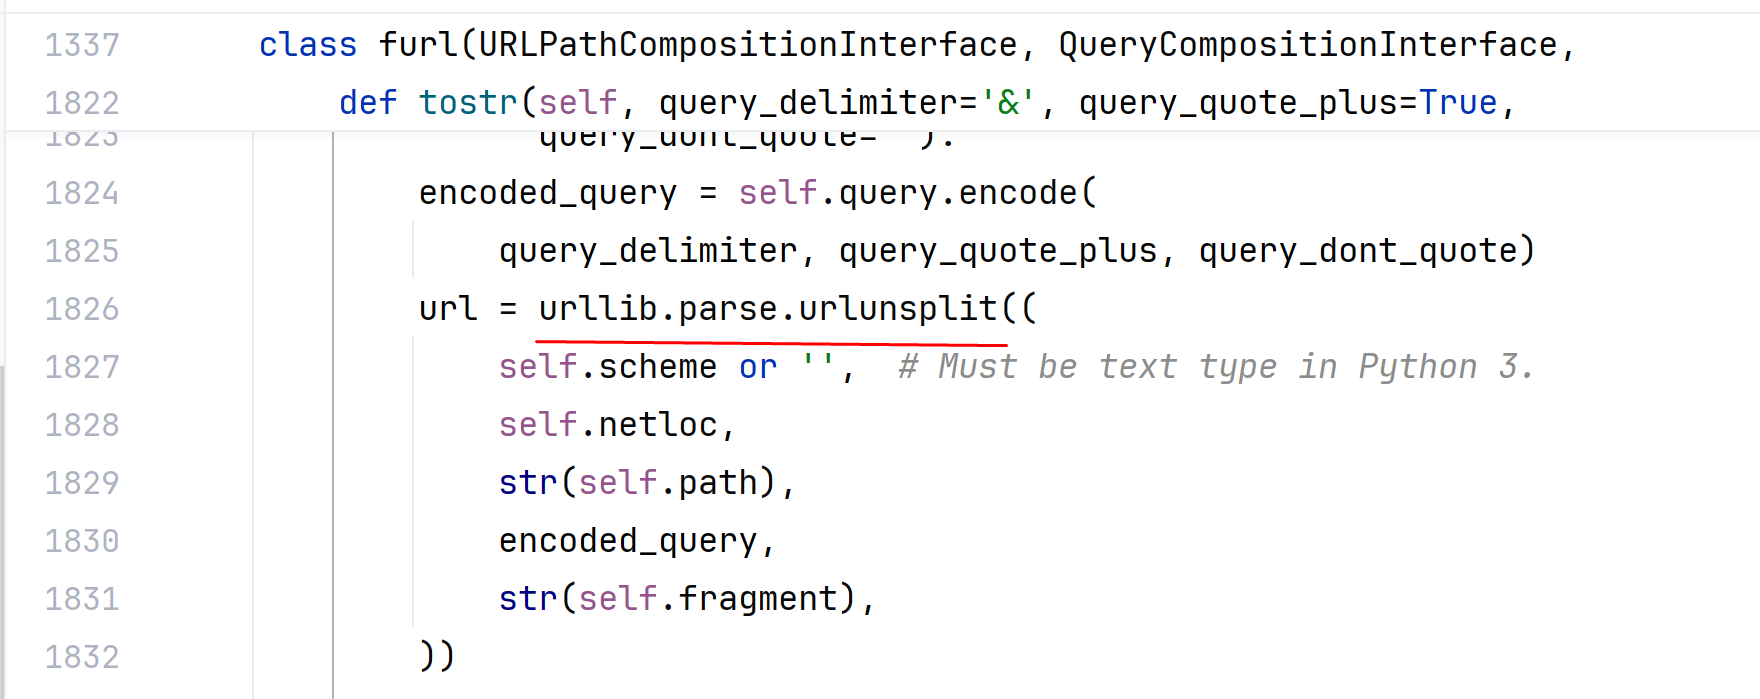 1337 class furl(URLPathCompositionInterface, QueryCompositionInterface,
1822 def tostr(self, query_delimiter='&', query_quote_plus=True,
1823 query_dont_quote=''):
1824 encoded_query = self.query.encode(
1825 query_delimiter, query_quote_plus, query_dont_quote)
1826 url = urllib.parse.urlunsplit((
1827 self.scheme or '', # Must be text type in Python 3.
1828 self.netloc,
1829 str(self.path),
1830 encoded_query,
1831 str(self.fragment),
1832 ))